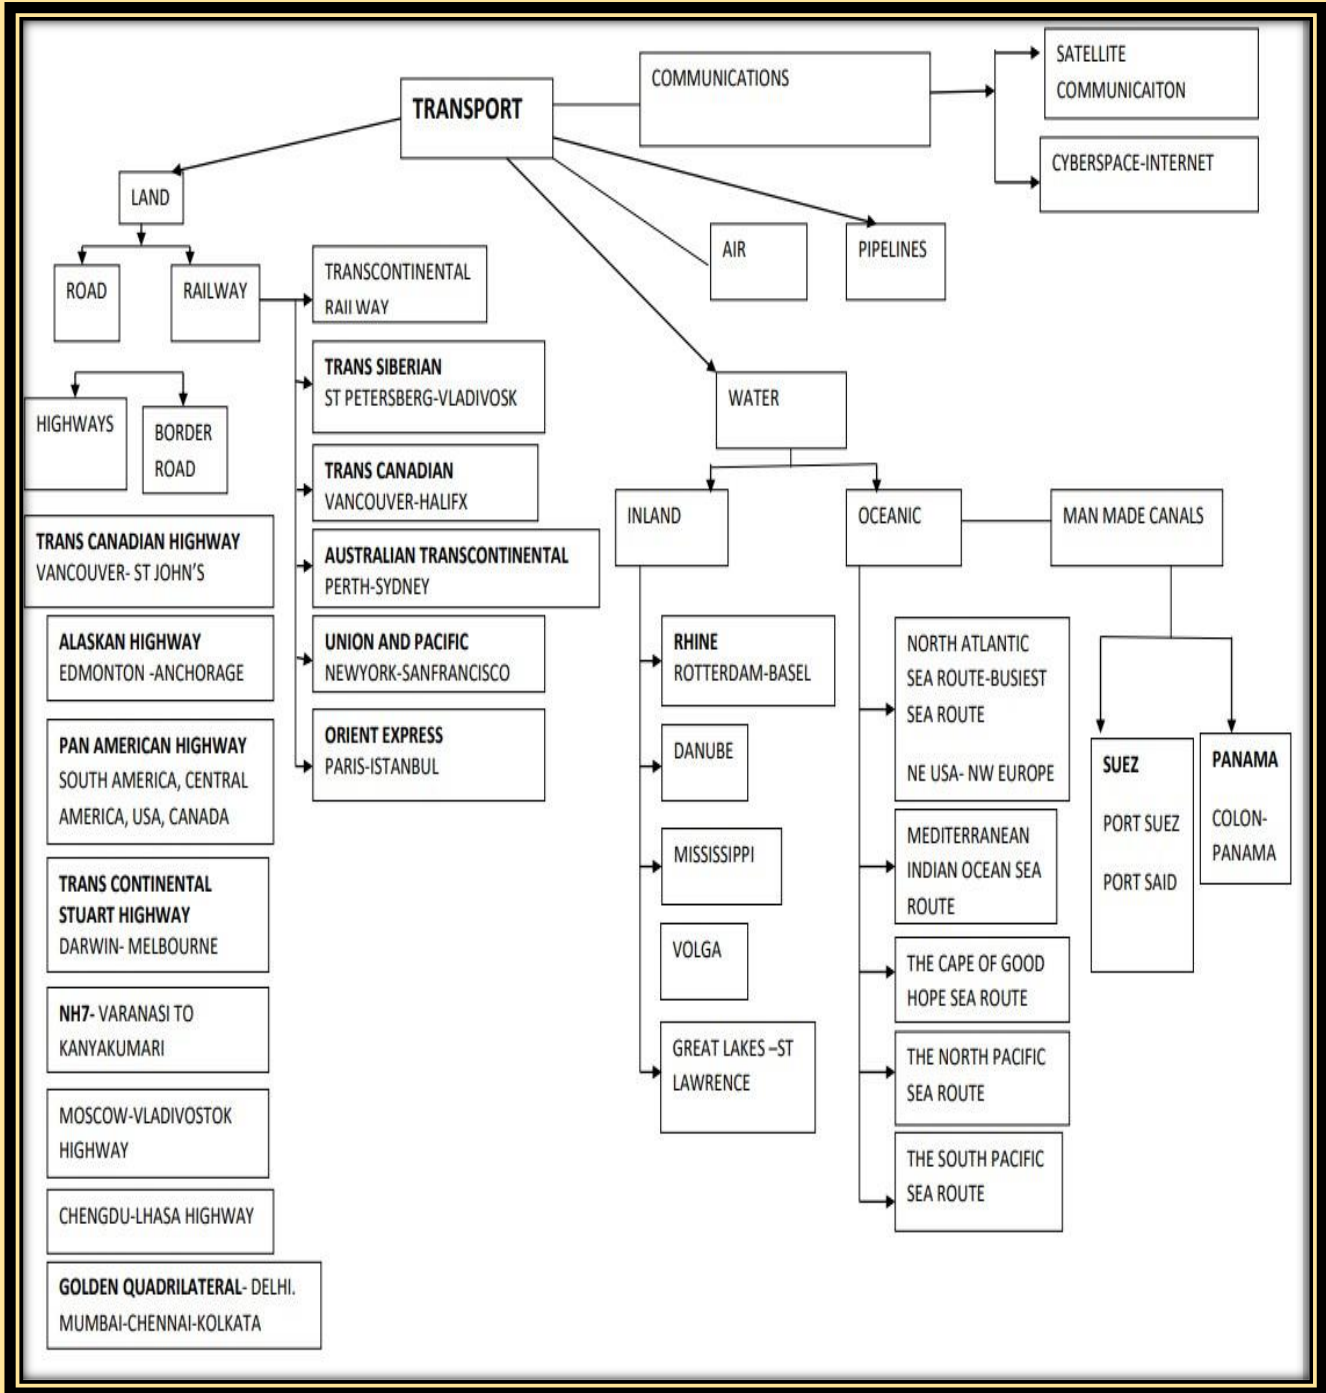 TRANSPORT
COMMUNICATIONS
SATELLITE
COMMUNICAITON
CYBERSPACE-INTERNET
LAND
AIR
PIPELINES
ROAD
RAILWAY
TRANSCONTINENTAL
RAILWAY
TRANS SIBERIAN
ST PETERSBERG-VLADIVOSK
TRANS CANADIAN
VANCOUVER-HALIFX
AUSTRALIAN TRANSCONTINENTAL
PERTH-SYDNEY
UNION AND PACIFIC
NEWYORK-SANFRANCISCO
ORIENT EXPRESS
PARIS-ISTANBUL
HIGHWAYS
BORDER
ROAD
TRANS CANADIAN HIGHWAY
VANCOUVER- ST JOHN'S
ALASKAN HIGHWAY
EDMONTON -ANCHORAGE
PAN AMERICAN HIGHWAY
SOUTH AMERICA, CENTRAL
AMERICA, USA, CANADA
TRANS CONTINENTAL
STUART HIGHWAY
DARWIN- MELBOURNE
NH7- VARANASI TO
KANYAKUMARI
MOSCOW-VLADIVOSTOK
HIGHWAY
CHENGDU-LHASA HIGHWAY
GOLDEN QUADRILATERAL- DELHI.
MUMBAI-CHENNAI-KOLKATA
WATER
INLAND
OCEANIC
MAN MADE CANALS
RHINE
ROTTERDAM-BASEL
DANUBE
MISSISSIPPI
VOLGA
GREAT LAKES –ST
LAWRENCE
NORTH ATLANTIC
SEA ROUTE-BUSIEST
SEA ROUTE
NE USA- NW EUROPE
MEDITERRANEAN
INDIAN OCEAN SEA
ROUTE
THE CAPE OF GOOD
HOPE SEA ROUTE
THE NORTH PACIFIC
SEA ROUTE
THE SOUTH PACIFIC
SEA ROUTE
SUEZ
PORT SUEZ
PORT SAID
PANAMA
COLON-
PANAMA